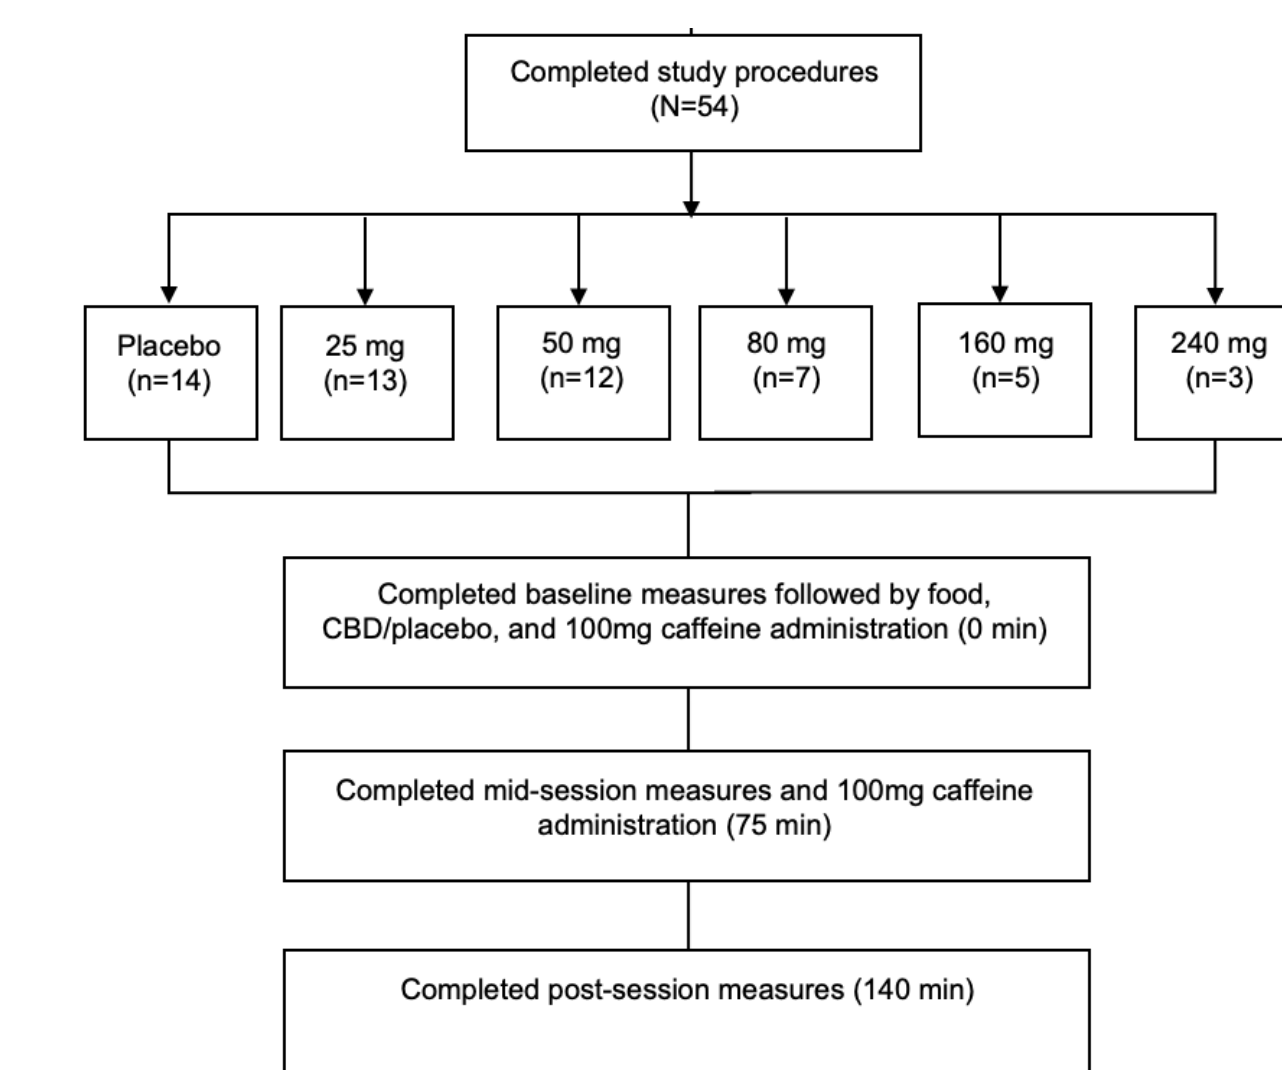 Completed study procedures
(N=54)
Placebo
(n=14)
25 mg
(n=13)
50 mg
(n=12)
80 mg
(n=7)
160 mg
(n=5)
240 mg
(n=3)
Completed baseline measures followed by food,
CBD/placebo, and 100mg caffeine administration (0 min)
Completed mid-session measures and 100mg caffeine
administration (75 min)
Completed post-session measures (140 min)